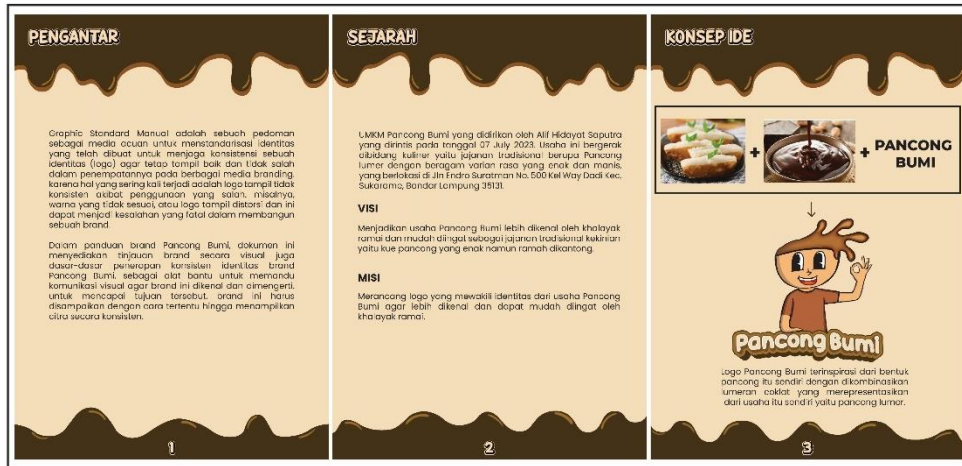 PENGANTAR
Graphic Standard Manual adalah sebuah pedoman
sebagai media acuan untuk menstandarisasi identitas
yang telah dibuat untuk menjaga konsistensi sebuah
identitas (logo) agar tetap tampil baik dan tidak salah
dalam penempatannya pada berbagai media branding.
karena hal yang sering kali terjadi adalah logo tampil tidak
konsisten akibat penggunaan yang salah, misalnya,
warna yang tidak sesuai, atau logo tampil distorsi dan ini
dapat menjadi kesalahan yang fatal dalam membangun
sebuah brand.
Dalam panduan brand Pancong Bumi, dokumen ini
menyediakan tinjauan brand secara visual juga
dasar-dasar penerapan konsisten identitas brand
Pancong Bumi. sebagai alat bantu untuk memandu
komunikasi visual agar brand ini dikenal dan dimengerti.
untuk mencapai tujuan tersebut, brand ini harus
disampaikan dengan cara tertentu hingga menampilkan
citra secara konsisten.
1
SEJARAH
UMKM Pancong Bumi yang didirikan oleh Alif Hidayat Saputra
yang dirintis pada tanggal 07 July 2023. Usaha ini bergerak
dibidang kuliner yaitu jajanan tradisional berupa Pancong
lumer dengan beragam varian rasa yang enak dan manis,
yang berlokasi di Jln Endro Suratman No. 500 Kel Way Dadi Kec.
Sukarame, Bandar Lampung 35131.
VISI
Menjadikan usaha Pancong Bumi lebih dikenal oleh khalayak
ramai dan mudah diingat sebagai jajanan tradisional kekinian
yaitu kue pancong yang enak namun ramah dikantong.
MISI
Merancang logo yang mewakili identitas dari usaha Pancong
Bumi agar lebih dikenal dan dapat mudah diingat oleh
khalayak ramai.
2
KONSEP IDE
+ + PANCONG
BUMI
↓
Pancong Bumi
Logo Pancong Bumi terinspirasi dari bentuk
pancong itu sendiri dengan dikombinasikan
lumeran coklat yang merepresentasikan
dari usaha itu sendiri yaitu pancong lumer.
3